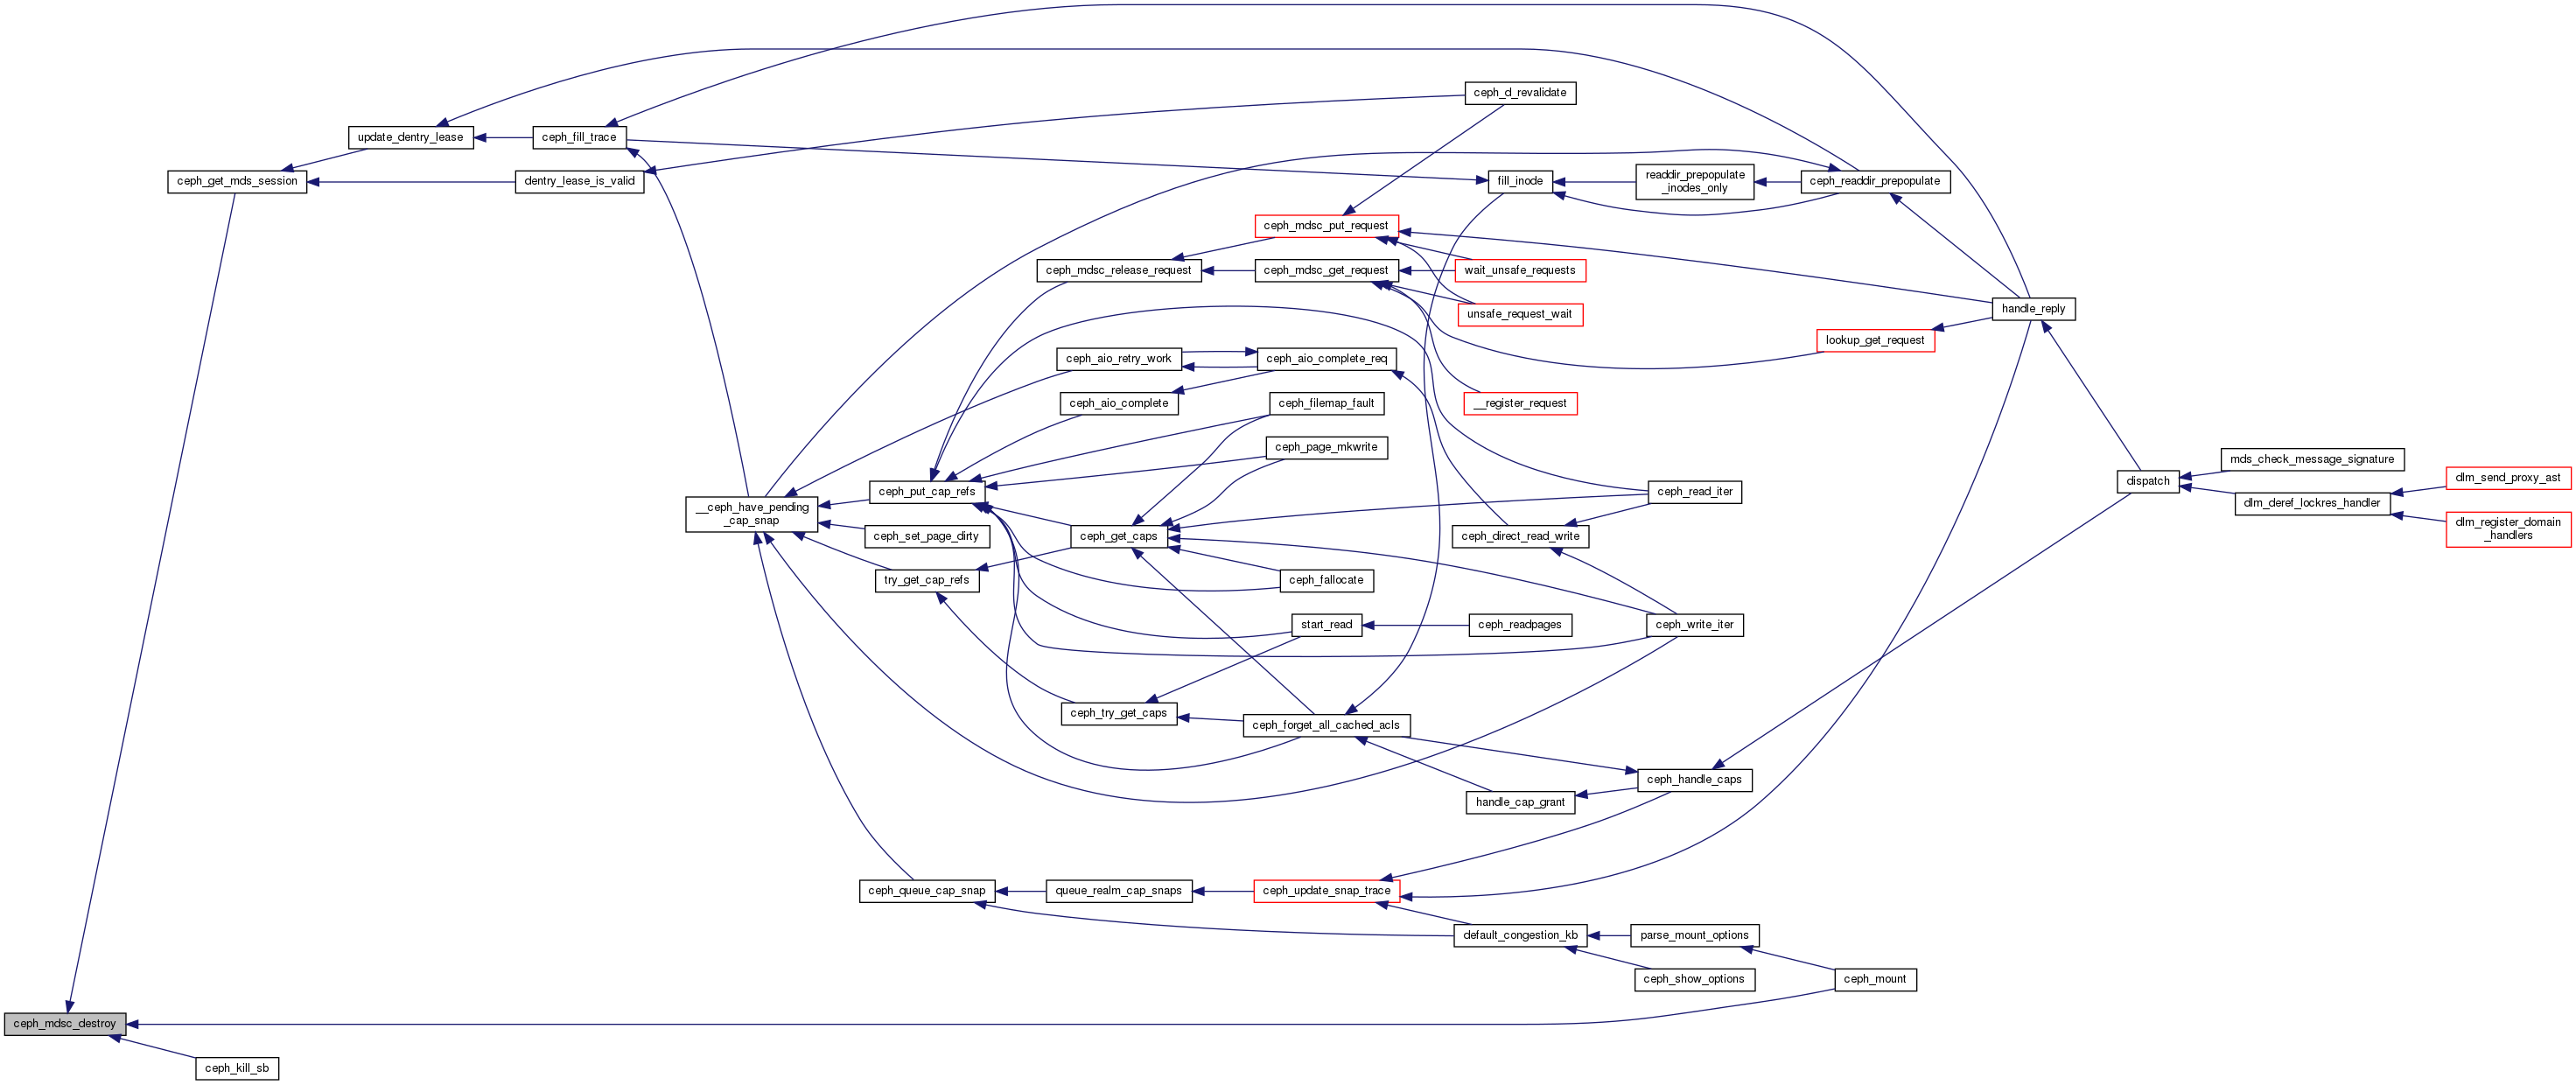 ceph_d_revalidate
update_dentry_lease
ceph_fill_trace
ceph_get_mds_session
dentry_lease_is_valid
fill_inode
readdir_prepopulate
_inodes_only
ceph_readdir_prepopulate
ceph_mdsc_put_request
ceph_mdsc_release_request
ceph_mdsc_get_request
wait_unsafe_requests
unsafe_request_wait
handle_reply
lookup_get_request
ceph_aio_retry_work
ceph_aio_complete_req
ceph_aio_complete
ceph_filemap_fault
__register_request
ceph_page_mkwrite
mds_check_message_signature
dispatch
dlm_send_proxy_ast
ceph_put_cap_refs
ceph_read_iter
dlm_deref_lockres_handler
__ceph_have_pending
_cap_snap
dlm_register_domain
_handlers
ceph_set_page_dirty
ceph_get_caps
ceph_direct_read_write
try_get_cap_refs
ceph_fallocate
start_read
ceph_readpages
ceph_write_iter
ceph_try_get_caps
ceph_forget_all_cached_acls
ceph_handle_caps
handle_cap_grant
ceph_queue_cap_snap
queue_realm_cap_snaps
ceph_update_snap_trace
default_congestion_kb
parse_mount_options
ceph_show_options
ceph_mount
ceph_mdsc_destroy
ceph_kill_sb